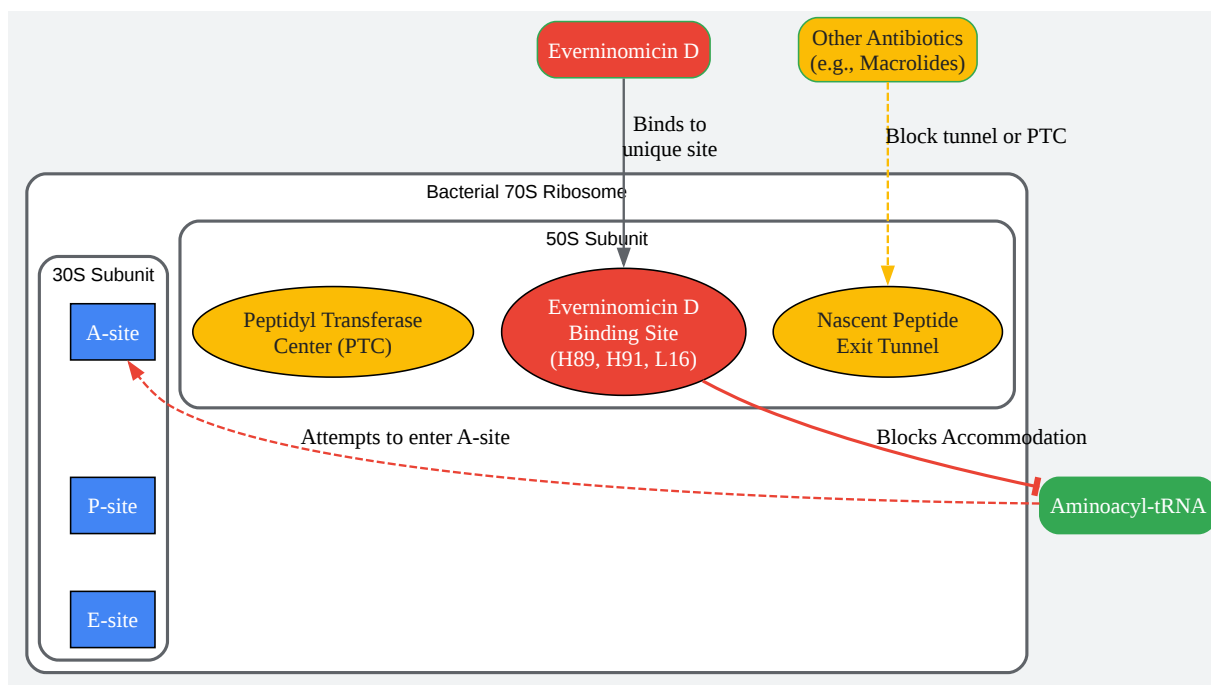 Everninomicin D
Other Antibiotics
(e.g., Macrolides)
Binds to
unique site
Block tunnel or PTC
Bacterial 70S Ribosome
50S Subunit
30S Subunit
A-site
Peptidyl Transferase
Center (PTC)
Everninomicin D
Binding Site
(H89, H91, L16)
Nascent Peptide
Exit Tunnel
Attempts to enter A-site
Blocks Accommodation
P-site
Aminoacyl-tRNA
E-site